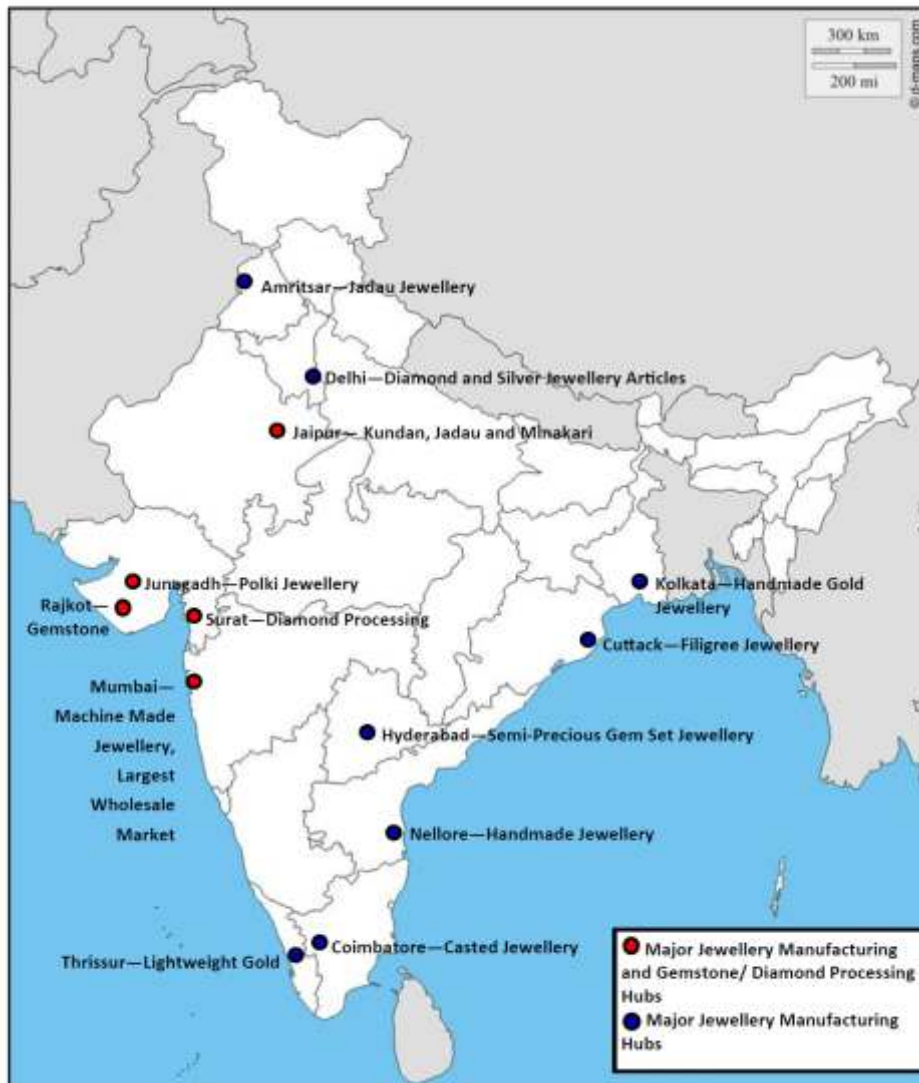 300 km
200 mi
© d-maps.com
Amritsar—Jadau Jewellery
Delhi—Diamond and Silver Jewellery Articles
Jaipur— Kundan, Jadau and Minakari
Junagadh—Polki Jewellery
Rajkot—
Gemstone
Surat—Diamond Processing
Kolkata—Handmade Gold
Jewellery
Cuttack—Filigree Jewellery
Mumbai—
Machine Made
Jewellery,
Largest
Wholesale
Market
Hyderabad—Semi-Precious Gem Set Jewellery
Nellore—Handmade Jewellery
Coimbatore—Casted Jewellery
Thrissur—Lightweight Gold
Major Jewellery Manufacturing
and Gemstone/ Diamond Processing
Hubs
Major Jewellery Manufacturing
Hubs